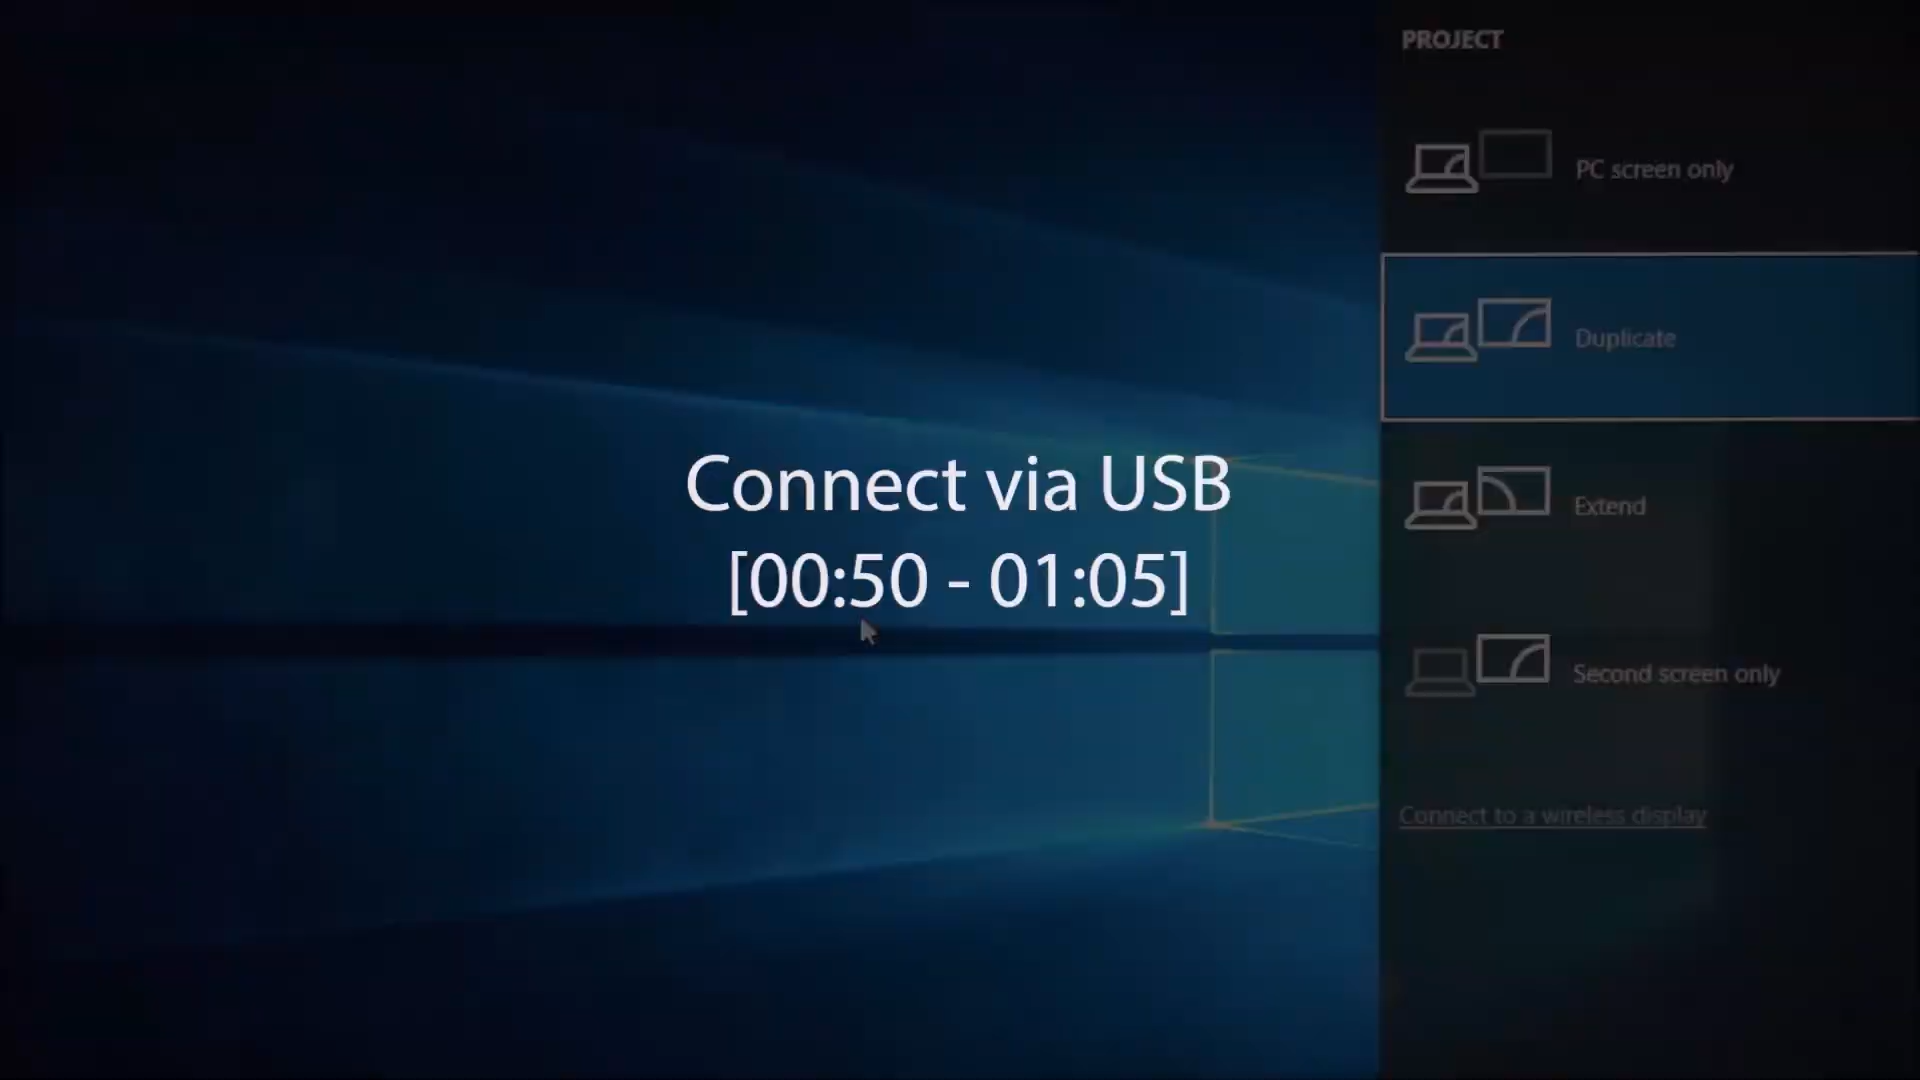 Connect via USB
[00:50 - 01:05]
PROJECT
PC screen only
Duplicate
Extend
Second screen only
Connect to a wireless display